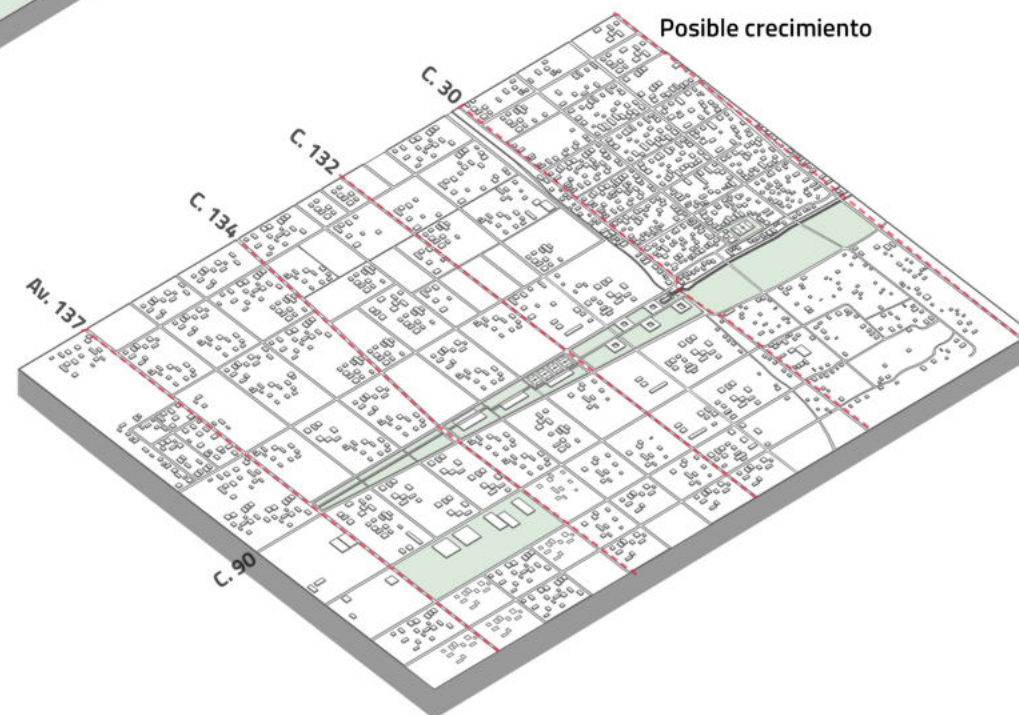 Posible crecimiento
C. 30
C. 132
C. 134
Av. 137
C. 90